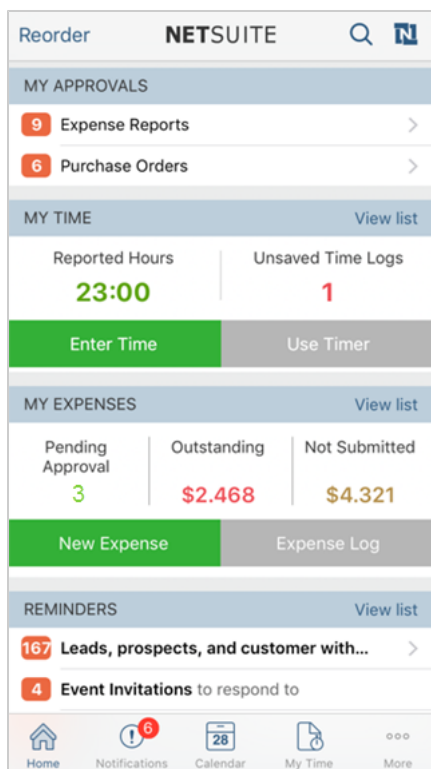 Reorder NETSUITE N
MY APPROVALS
9 Expense Reports
6 Purchase Orders
MY TIME View list
Reported Hours Unsaved Time Logs
23:00 1
Enter Time Use Timer
MY EXPENSES View list
Pending Outstanding Not Submitted
Approval
3 $2.468 $4.321
New Expense Expense Log
REMINDERS View list
167 Leads, prospects, and customer with...
4 Event Invitations to respond to
6
28
Home Notifications Calendar My Time More